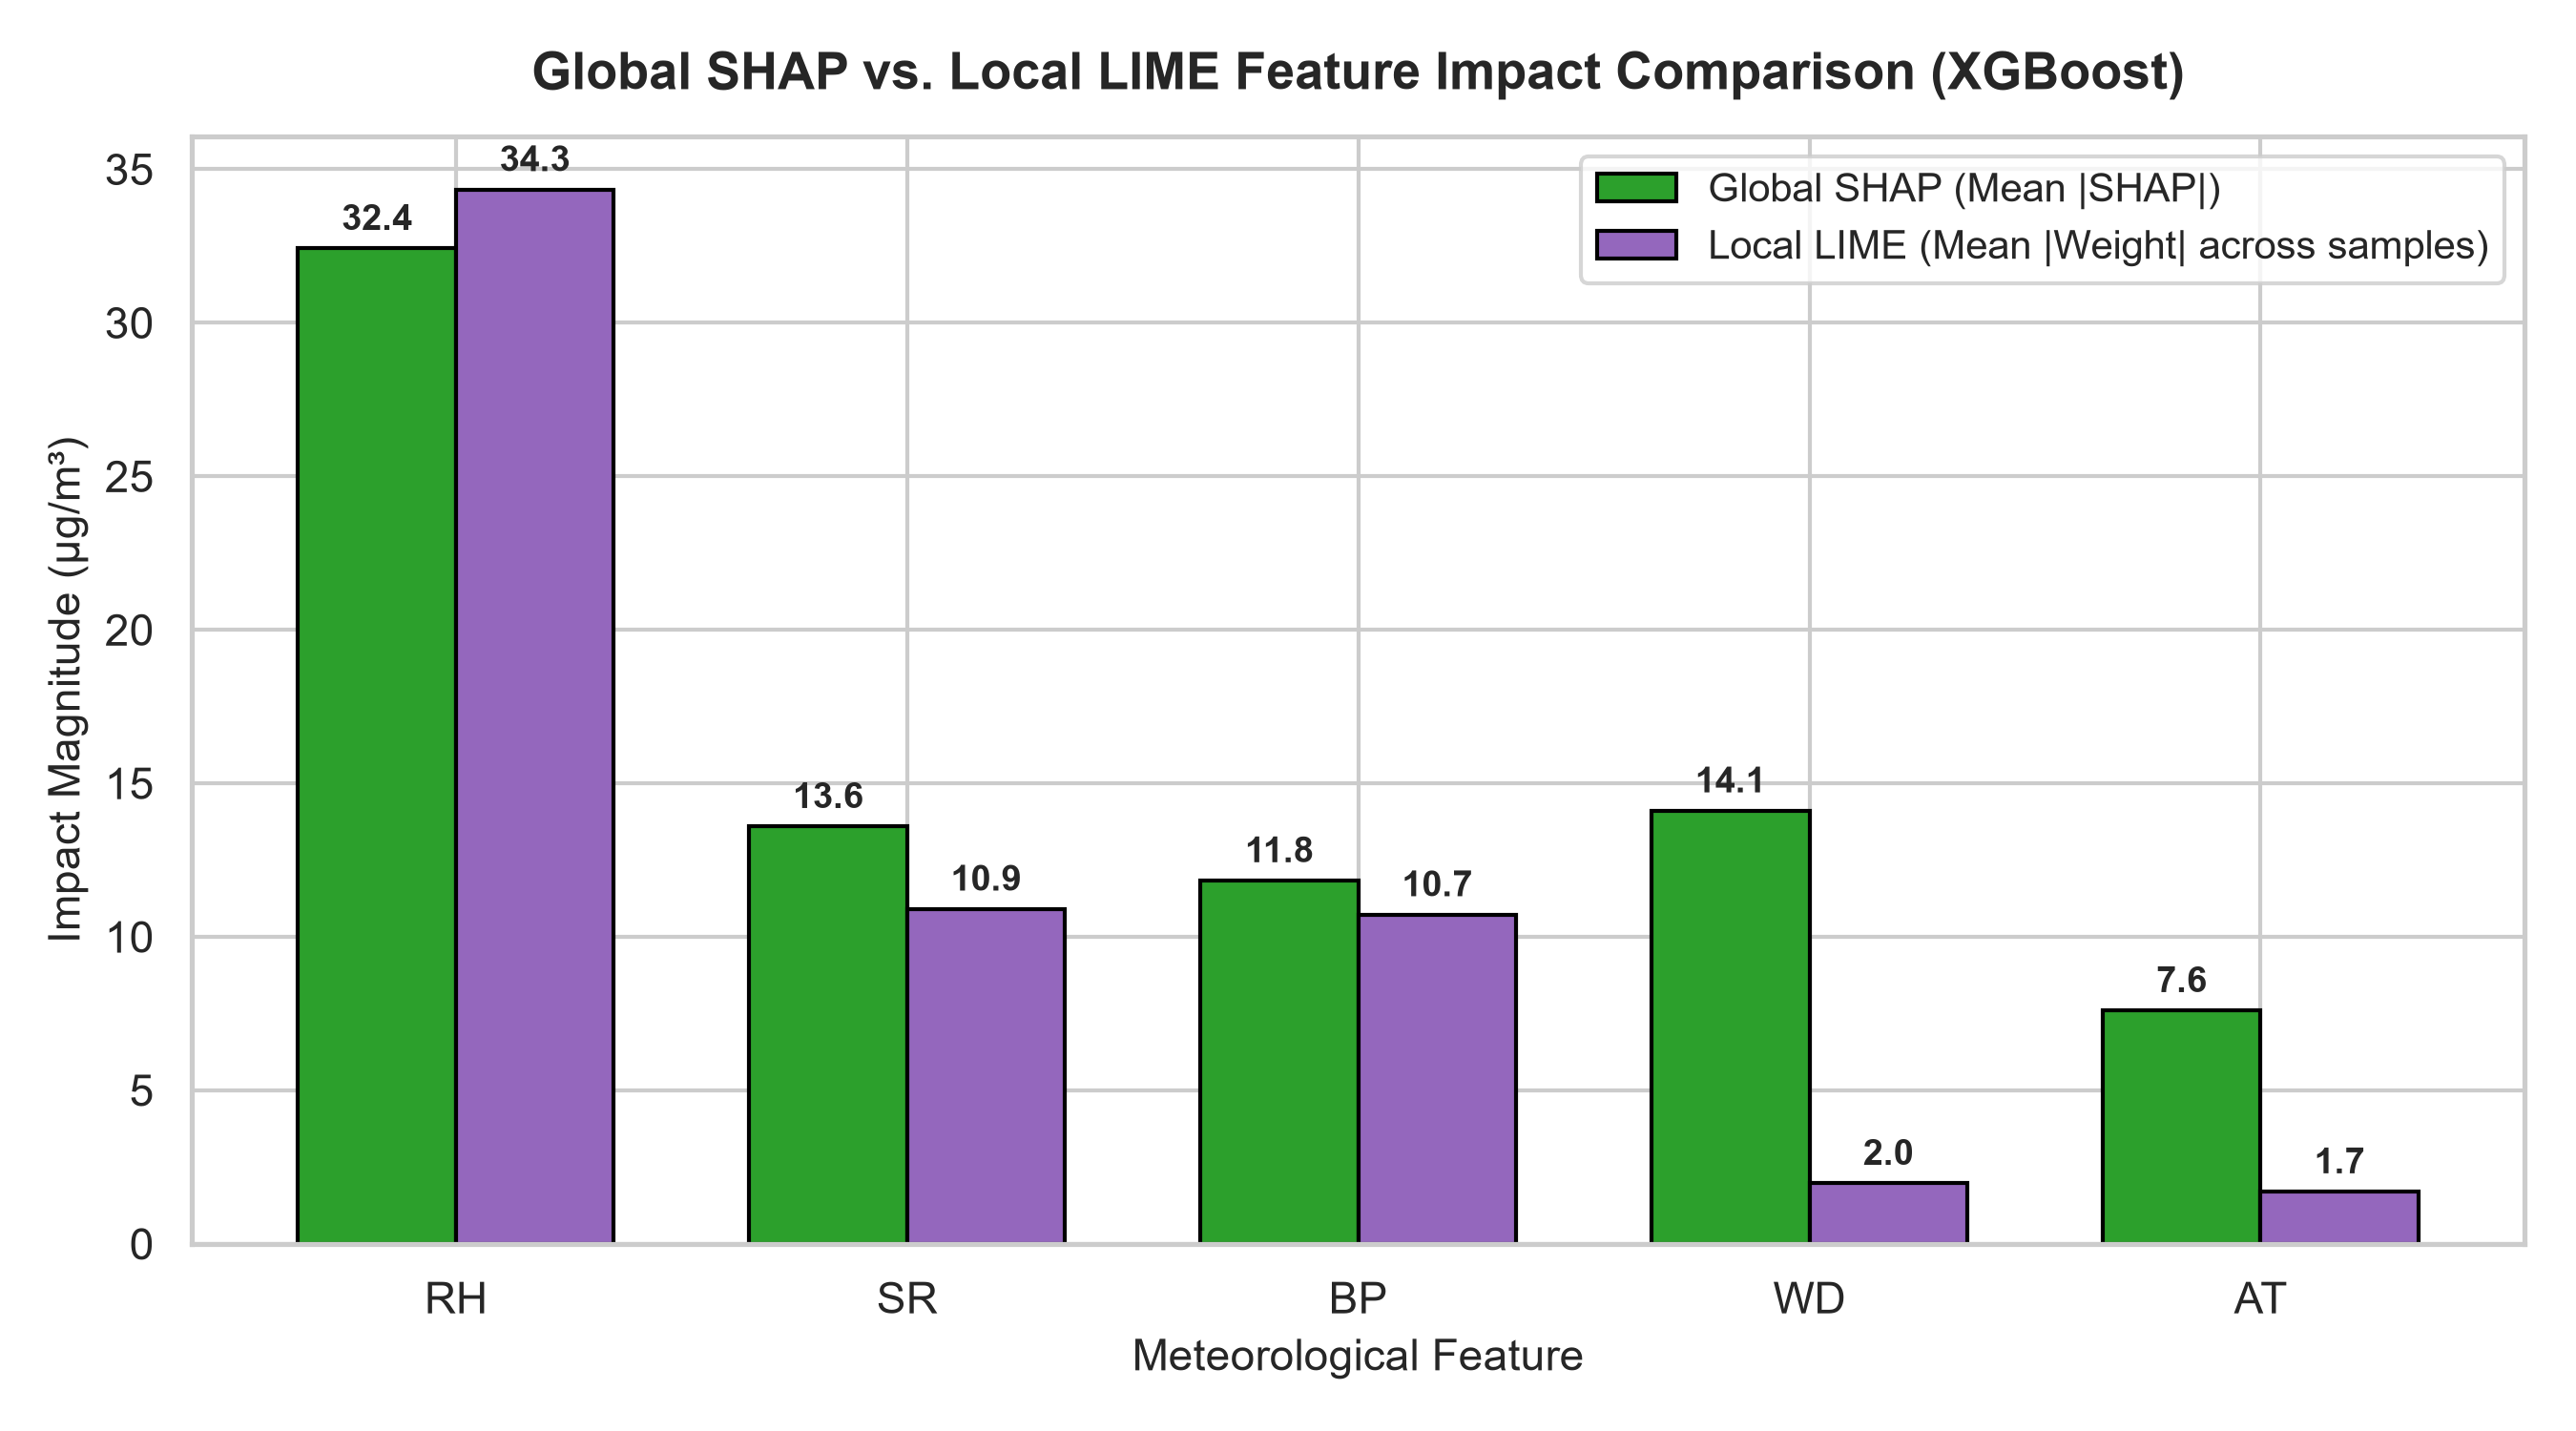 Global SHAP vs. Local LIME Feature Impact Comparison (XGBoost)
Global SHAP (Mean |SHAP|)
Local LIME (Mean |Weight| across samples)
Impact Magnitude (µg/m³)
35
30
25
20
15
10
5
0
32.4
34.3
13.6
10.9
11.8
10.7
14.1
2.0
7.6
1.7
RH
SR
BP
WD
AT
Meteorological Feature